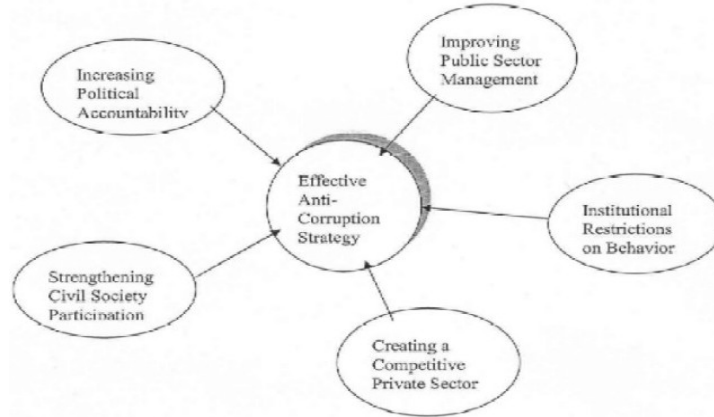 Increasing
Political
Accountability
Improving
Public Sector
Management
Effective
Anti-
Corruption
Strategy
Institutional
Restrictions
on Behavior
Strengthening
Civil Society
Participation
Creating a
Competitive
Private Sector